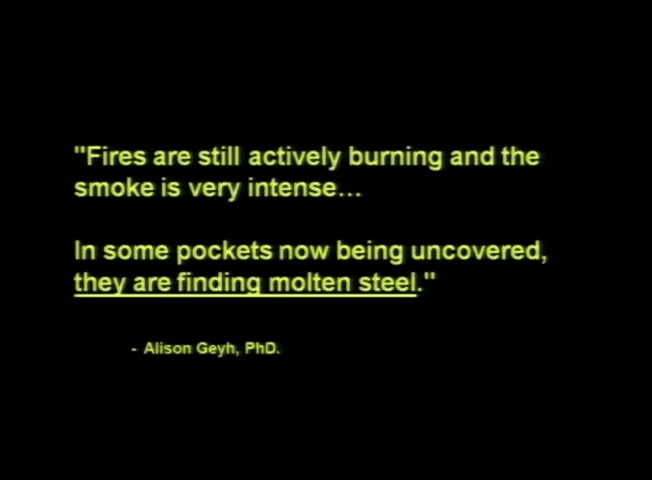 "Fires are still actively burning and the
smoke is very intense...
In some pockets now being uncovered,
they are finding molten steel."
- Alison Geyh, PhD.